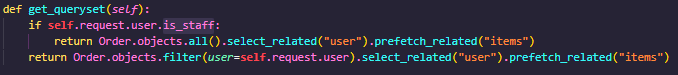 def get_queryset(self):
    if self.request.user.is_staff:
        return Order.objects.all().select_related("user").prefetch_related("items")
    return Order.objects.filter(user=self.request.user).select_related("user").prefetch_related("items")